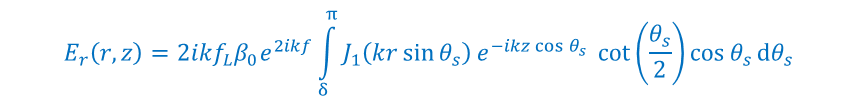 E_r(r, z) = 2ikf_Lβ_0 e^{2ikf} ∫_δ^π J_1(kr sin θ_s) e^{−ikz cos θ_s} cot(θ_s/2) cos θ_s dθ_s